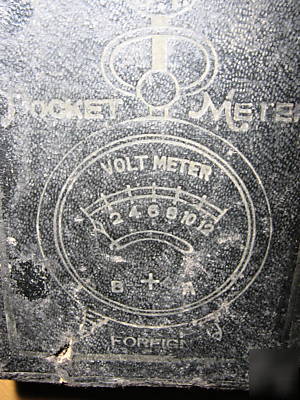 POCKET METER
VOLT METER
2 4 6 8 10 12
B + A
FOREIGN